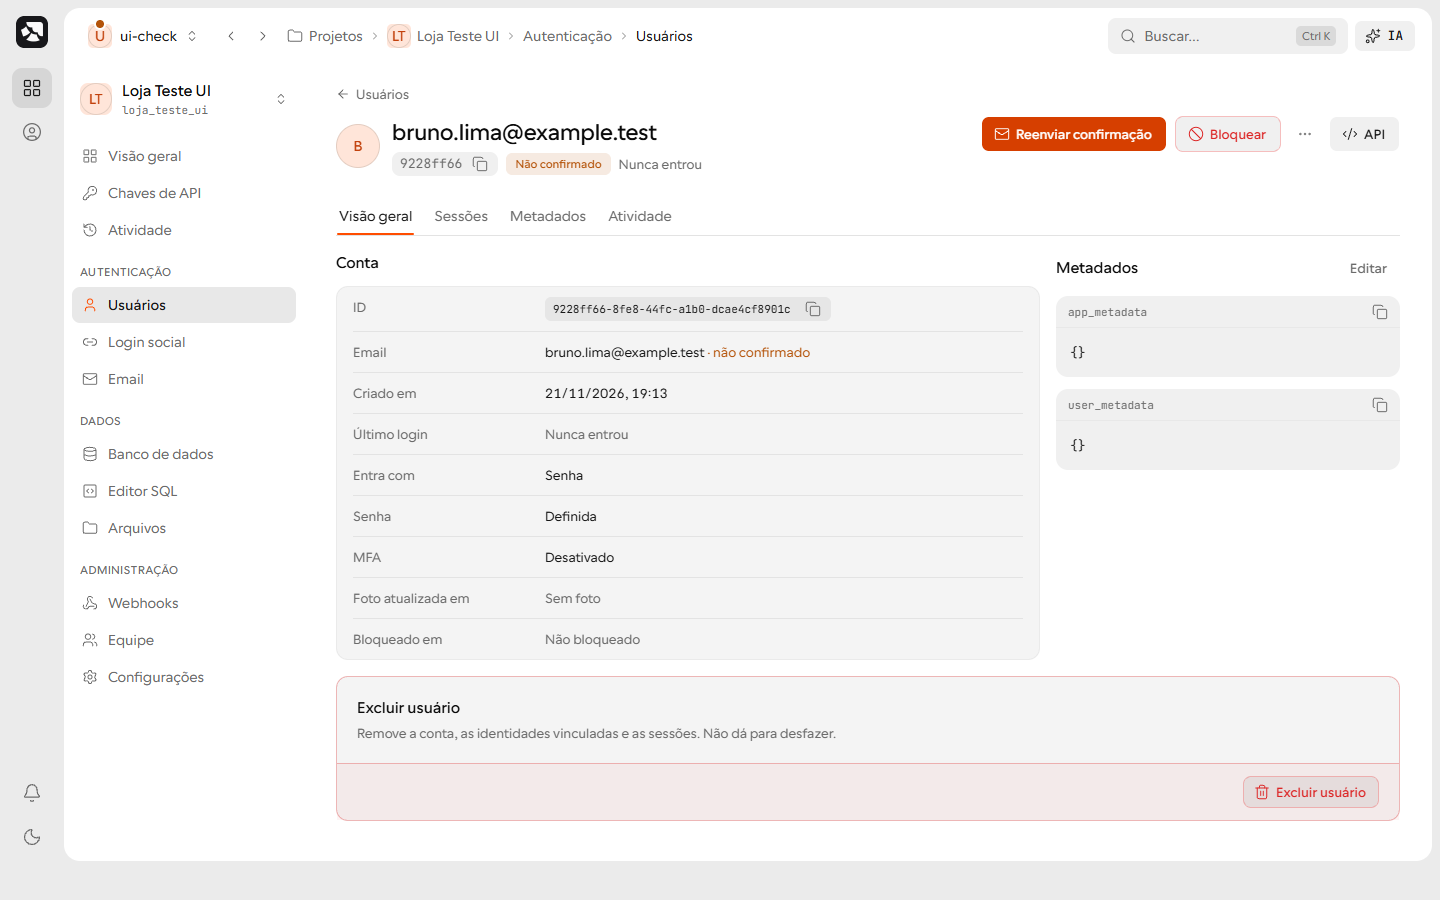 U ui-check Projetos LT Loja Teste UI Autenticação Usuários Buscar... Ctrl K IA
LT Loja Teste UI
loja_teste_ui
Visão geral
Chaves de API
Atividade
AUTENTICAÇÃO
Usuários
Login social
Email
DADOS
Banco de dados
Editor SQL
Arquivos
ADMINISTRAÇÃO
Webhooks
Equipe
Configurações
Usuários
B
bruno.lima@example.test
9228ff66 Não confirmado Nunca entrou
Reenviar confirmação Bloquear ··· </> API
Visão geral Sessões Metadados Atividade
Conta
ID 9228ff66-8fe8-44fc-a1b0-dcae4cf8901c
Email bruno.lima@example.test · não confirmado
Criado em 21/11/2026, 19:13
Último login Nunca entrou
Entra com Senha
Senha Definida
MFA Desativado
Foto atualizada em Sem foto
Bloqueado em Não bloqueado
Metadados Editar
app_metadata
{}
user_metadata
{}
Excluir usuário
Remove a conta, as identidades vinculadas e as sessões. Não dá para desfazer.
Excluir usuário